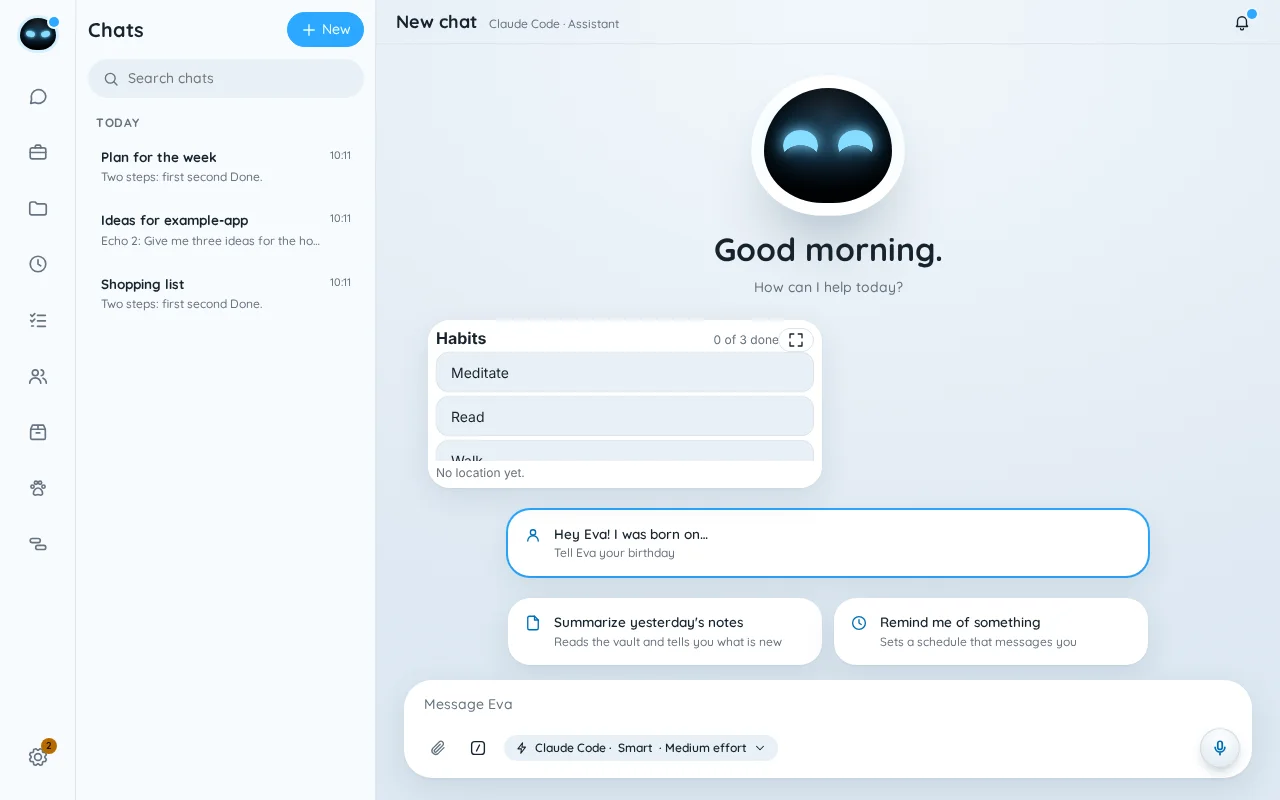 Chats
New
Search chats
TODAY
Plan for the week
10:11
Two steps: first second Done.
Ideas for example-app
10:11
Echo 2: Give me three ideas for the ho...
Shopping list
10:11
Two steps: first second Done.
2
New chat
Claude Code · Assistant
Good morning.
How can I help today?
Habits
0 of 3 done
Meditate
Read
Walk
No location yet.
Hey Eva! I was born on...
Tell Eva your birthday
Summarize yesterday's notes
Reads the vault and tells you what is new
Remind me of something
Sets a schedule that messages you
Message Eva
Claude Code · Smart · Medium effort